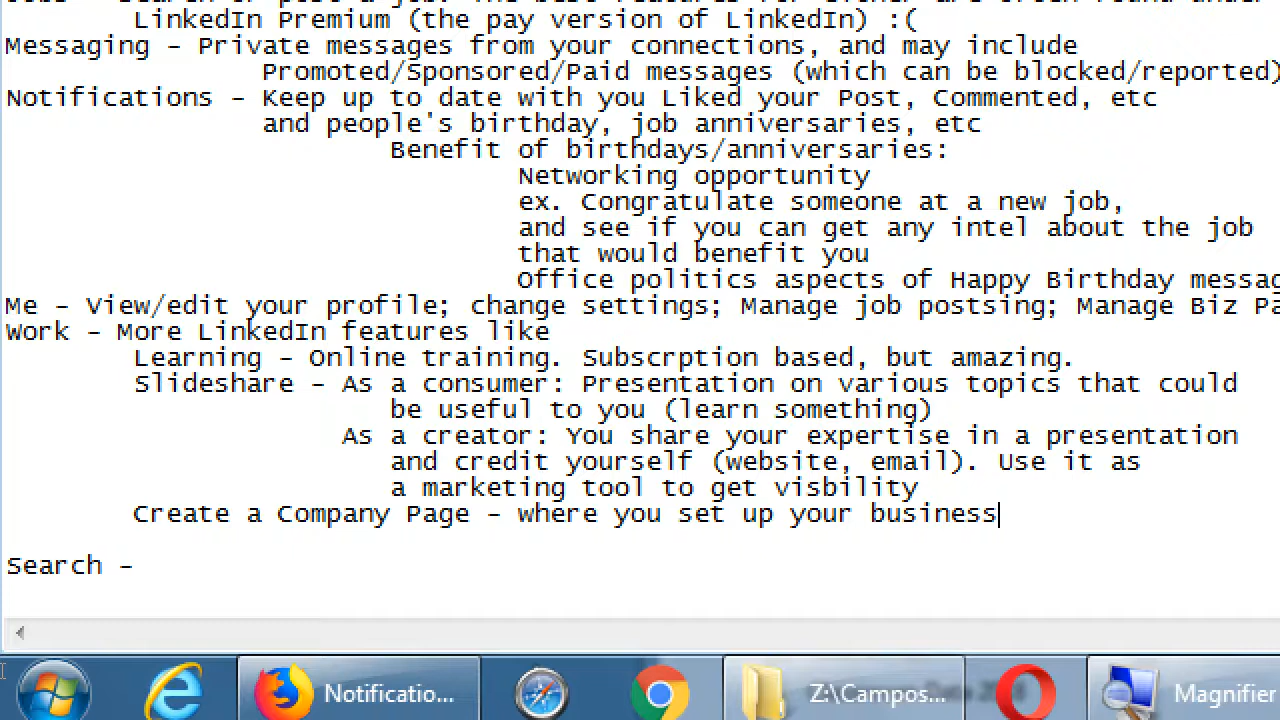 LinkedIn Premium (the pay version of LinkedIn) :(
Messaging - Private messages from your connections, and may include
Promoted/Sponsored/Paid messages (which can be blocked/reported)
Notifications - Keep up to date with you Liked your Post, Commented, etc
and people's birthday, job anniversaries, etc
Benefit of birthdays/anniversaries:
Networking opportunity
ex. Congratulate someone at a new job,
and see if you can get any intel about the job
that would benefit you
Office politics aspects of Happy Birthday messag
Me - View/edit your profile; change settings; Manage job postsing; Manage Biz Pa
Work - More LinkedIn features like
Learning - Online training. Subscrption based, but amazing.
Slideshare - As a consumer: Presentation on various topics that could
be useful to you (learn something)
As a creator: You share your expertise in a presentation
and credit yourself (website, email). Use it as
a marketing tool to get visbility
Create a Company Page - where you set up your business
Search -
Notificatio... Z:\Campos... Magnifier